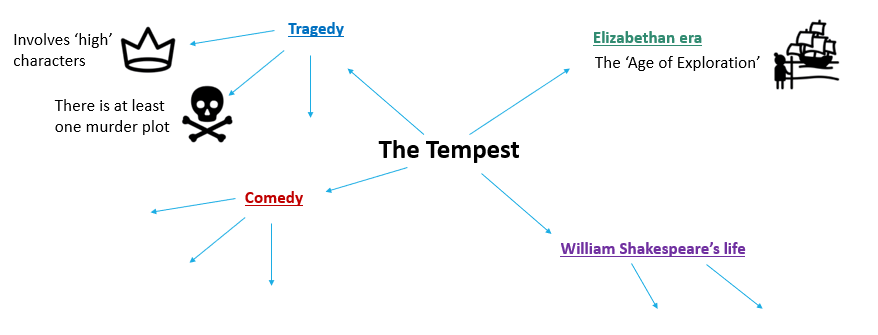 Tragedy
Involves ‘high’
characters
There is at least
one murder plot
Elizabethan era
The ‘Age of Exploration’
The Tempest
Comedy
William Shakespeare’s life